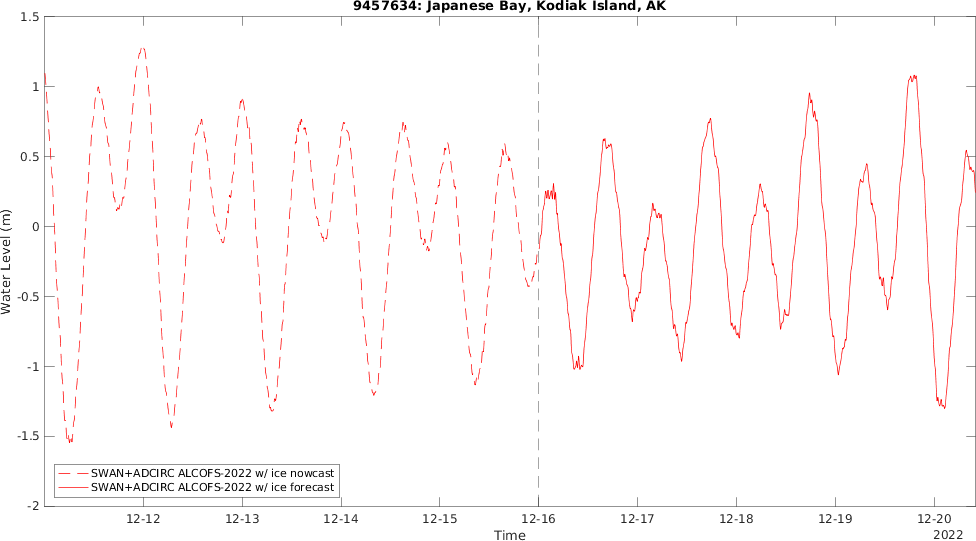 9457634: Japanese Bay, Kodiak Island, AK
1.5
1
0.5
0
-0.5
-1
-1.5
-2
Water Level (m)
SWAN+ADCIRC ALCOFS-2022 w/ ice nowcast
SWAN+ADCIRC ALCOFS-2022 w/ ice forecast
12-12 12-13 12-14 12-15 12-16 12-17 12-18 12-19 12-20
Time 2022